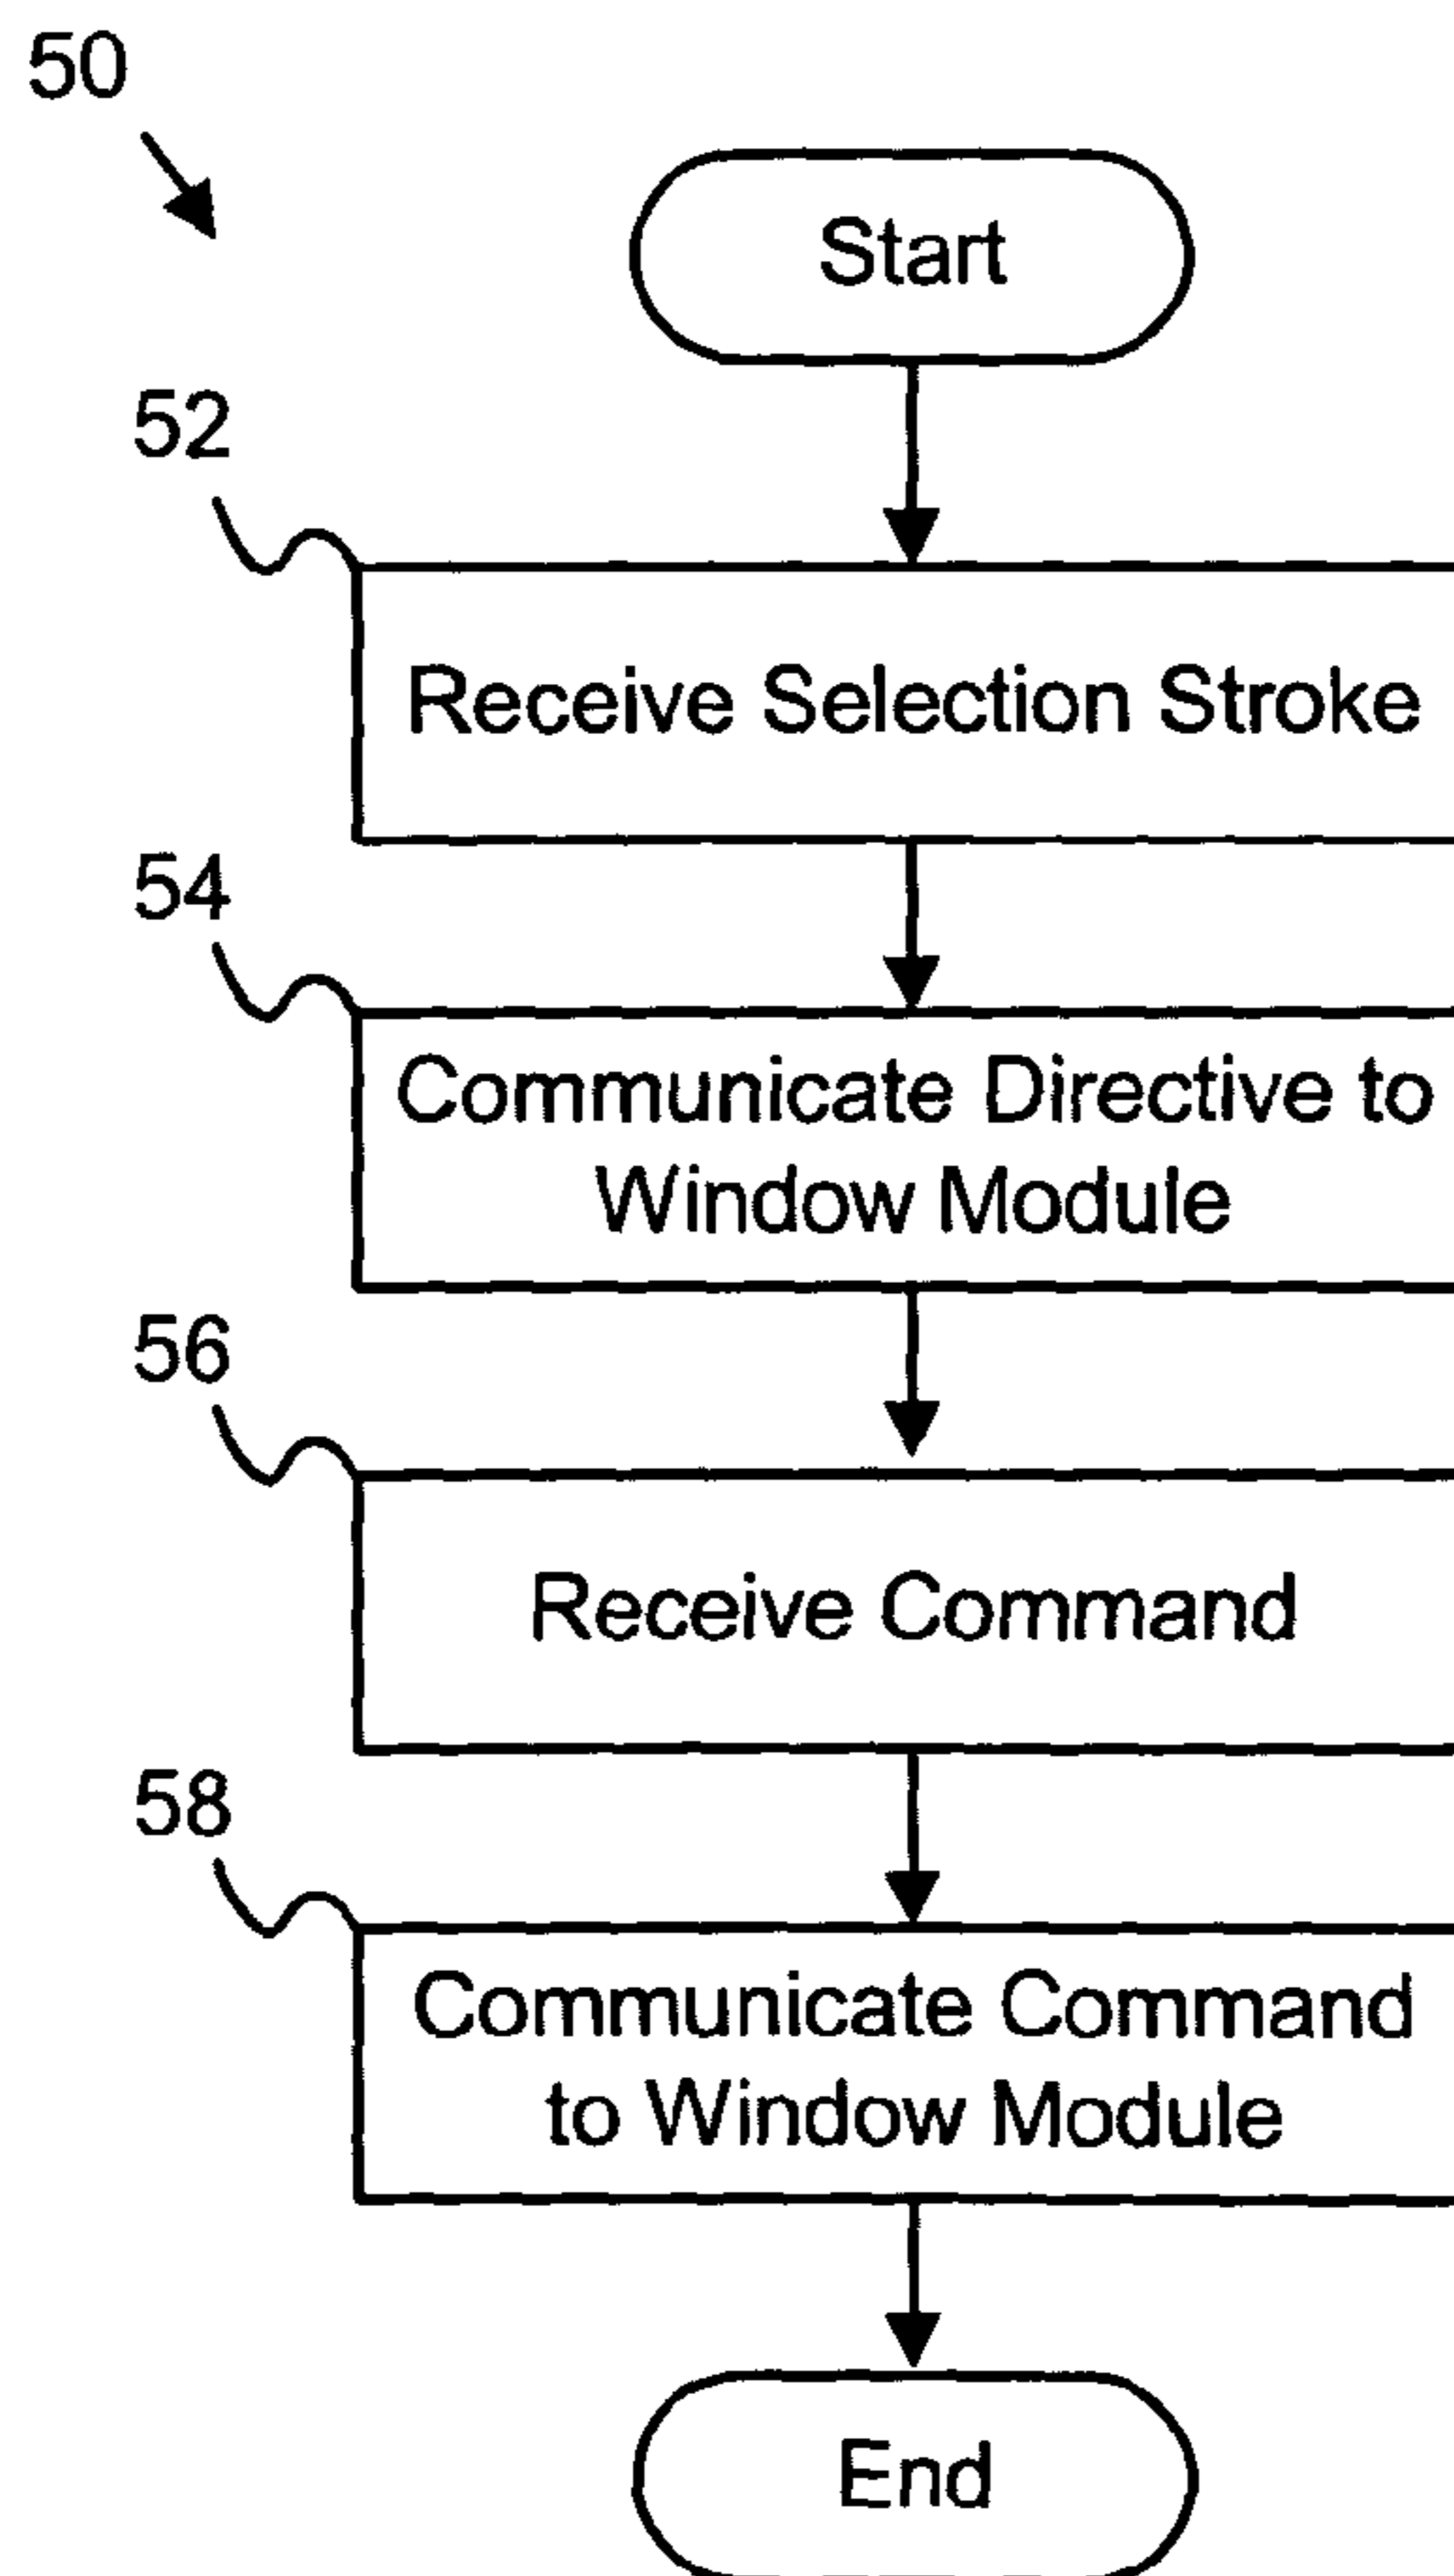 50
Start
52
Receive Selection Stroke
54
Communicate Directive to
Window Module
56
Receive Command
58
Communicate Command
to Window Module
End